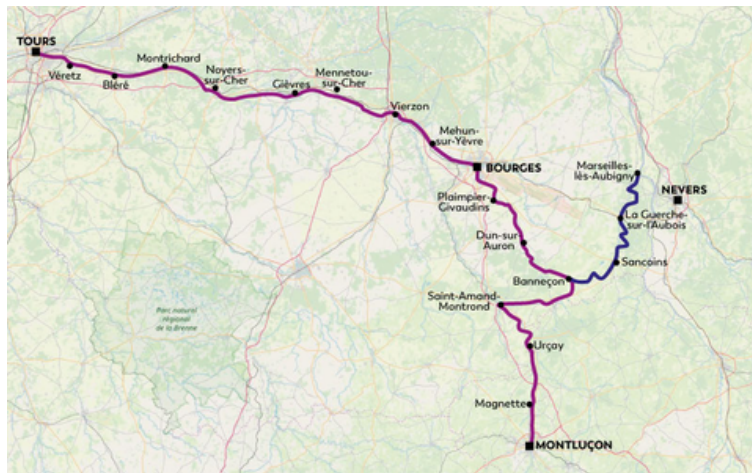 TOURS
Véretz
Bléré
Montrichard
Noyers-
sur-Cher
Gièvres
Mennetou-
sur-Cher
Vierzon
Mehun-
sur-Yèvre
BOURGES
Marseilles-
lès-Aubigny
NEVERS
Plaimpier-
Givaudins
La Guerche-
sur-l'Aubois
Dun-sur
Auron
Sancoins
Banneçon
Saint-Amand-
Montrond
Parc naturel
régional
de la Brenne
Urçay
Magnette
MONTLUÇON